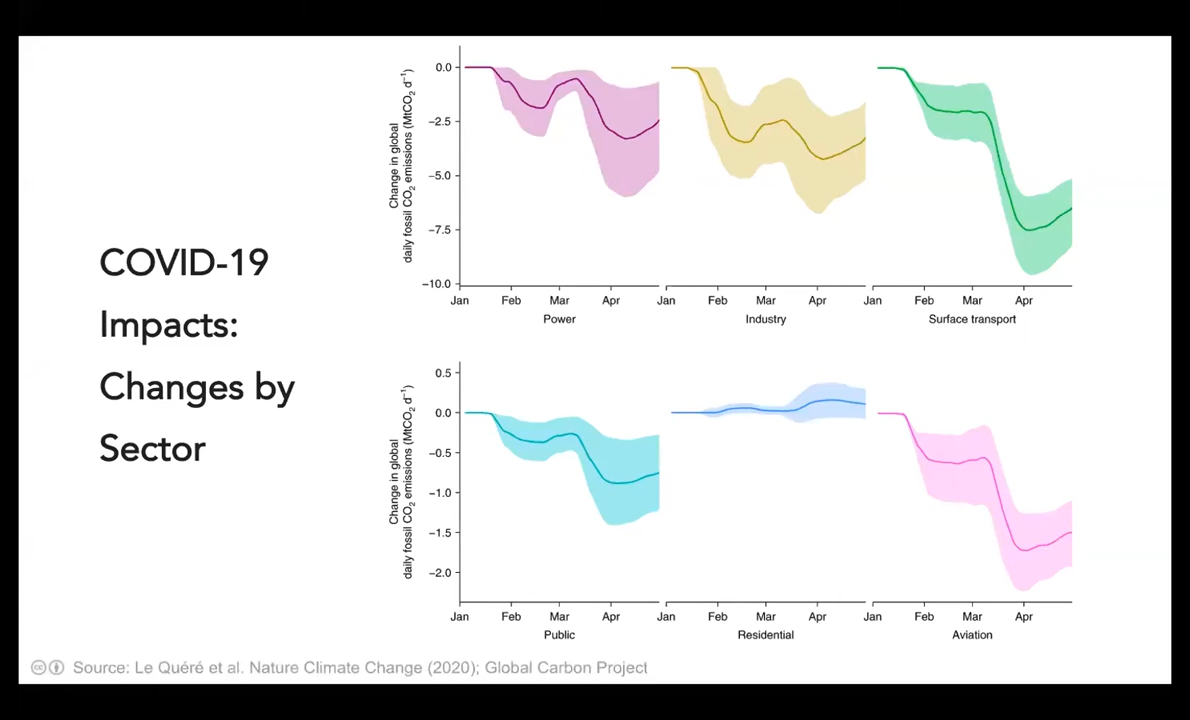 COVID-19
Impacts:
Changes by
Sector
Change in global
daily fossil CO₂ emissions (MtCO₂ d⁻¹)
0.0
−2.5
−5.0
−7.5
−10.0
Jan Feb Mar Apr
Power
Jan Feb Mar Apr
Industry
Jan Feb Mar Apr
Surface transport
Change in global
daily fossil CO₂ emissions (MtCO₂ d⁻¹)
0.5
0.0
−0.5
−1.0
−1.5
−2.0
Jan Feb Mar Apr
Public
Jan Feb Mar Apr
Residential
Jan Feb Mar Apr
Aviation
cc Source: Le Quéré et al. Nature Climate Change (2020); Global Carbon Project